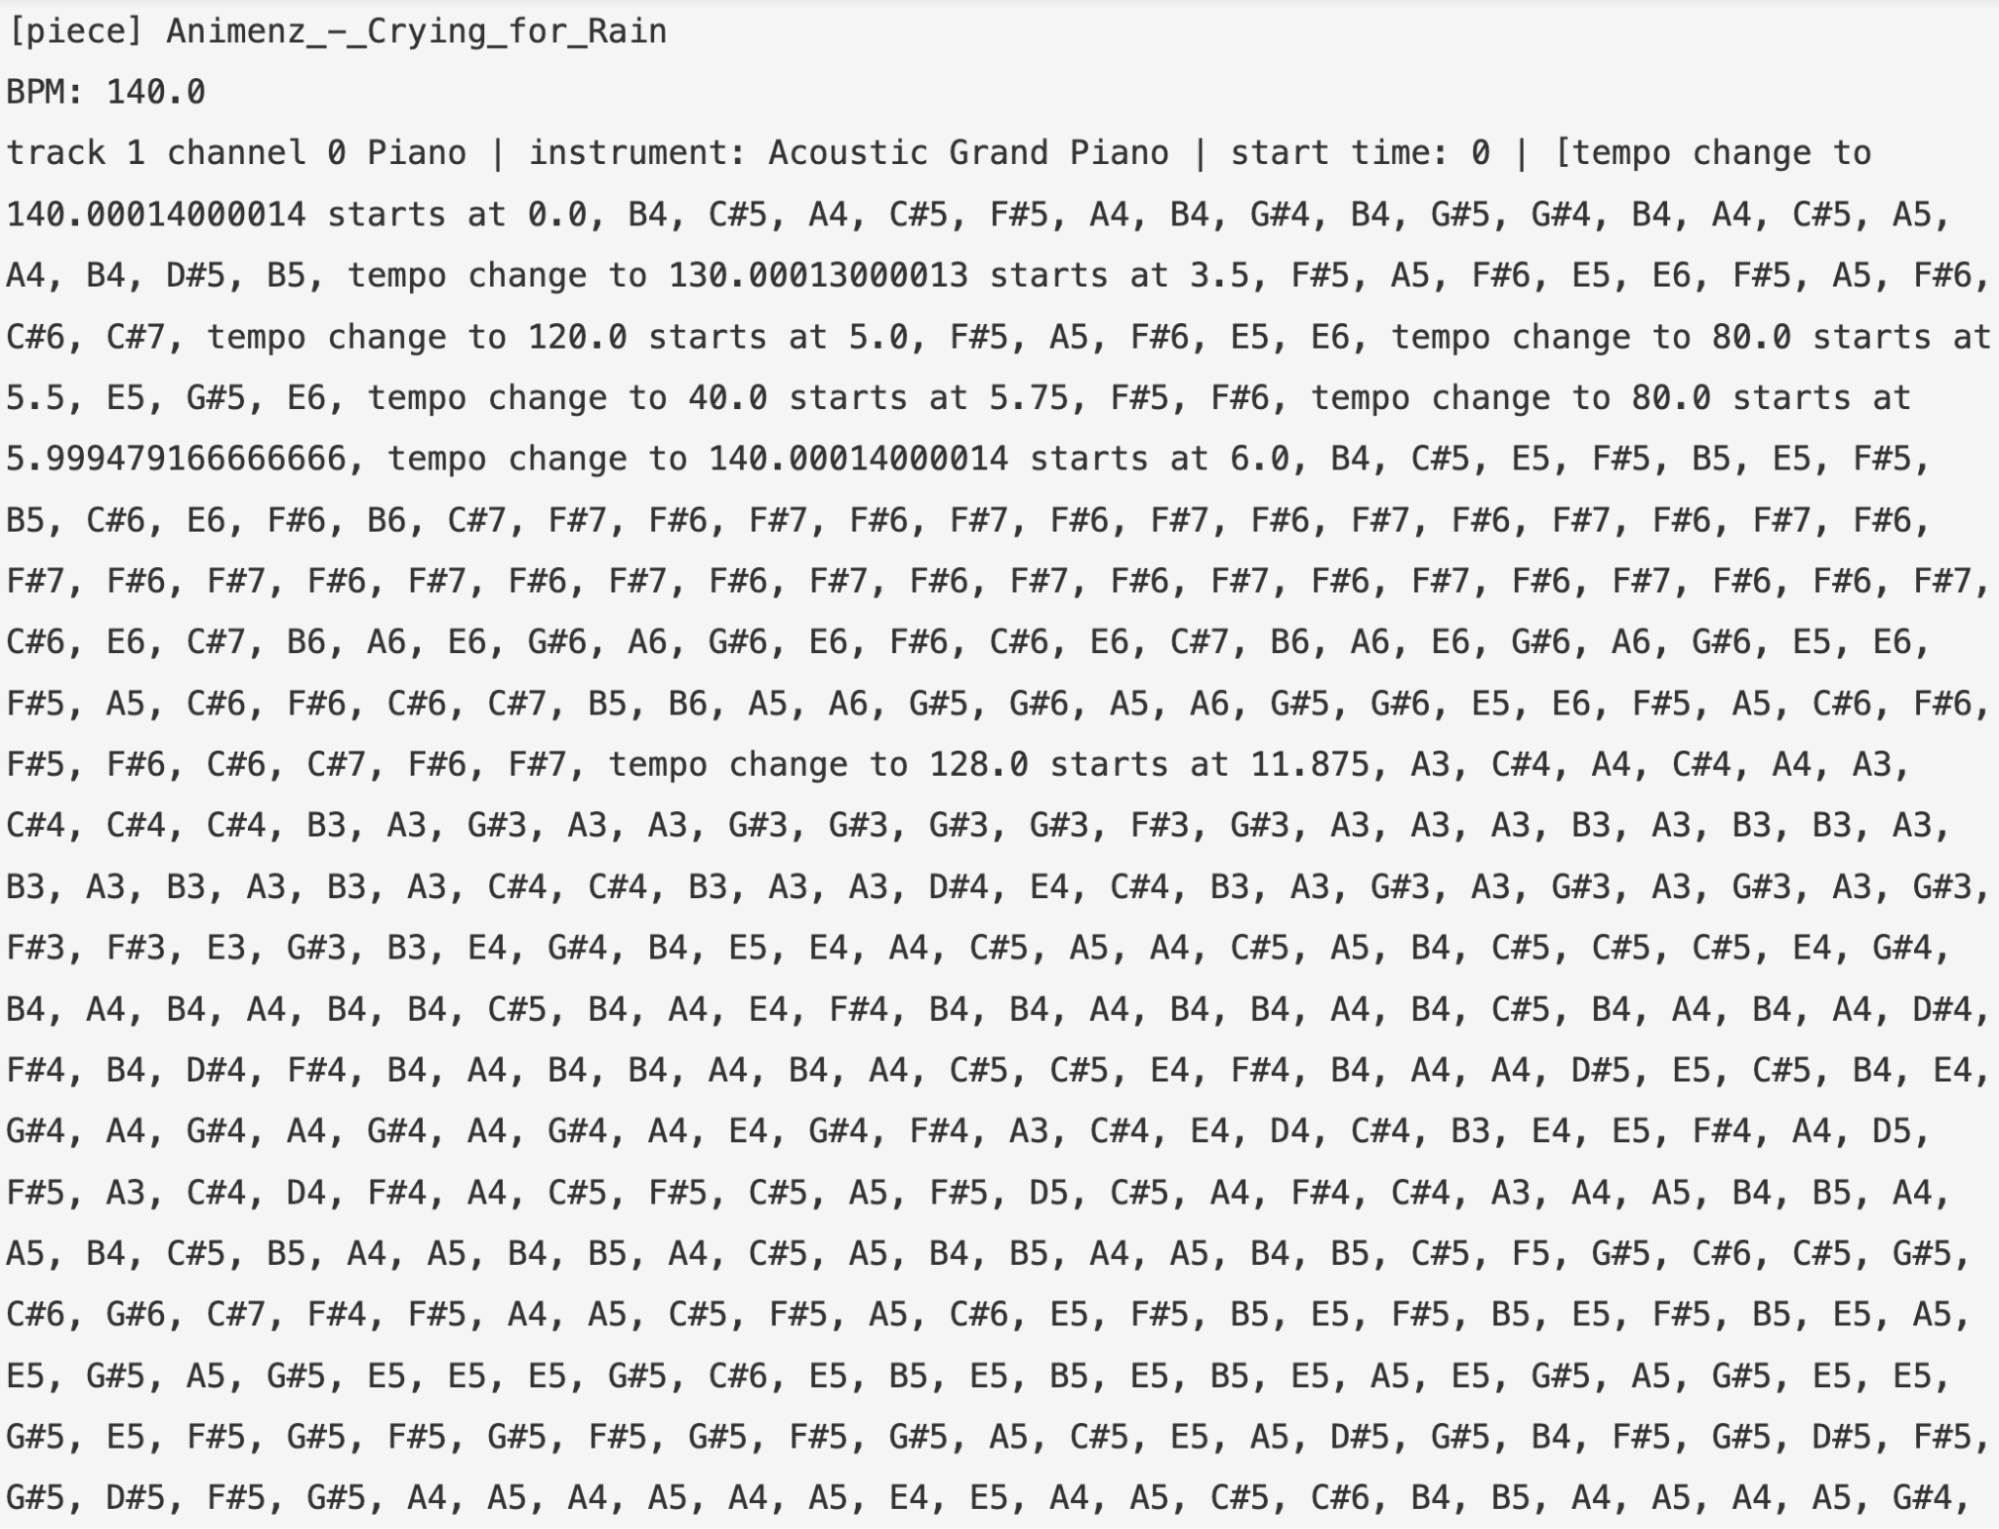 [piece] Animenz_-_Crying_for_Rain
BPM: 140.0
track 1 channel 0 Piano | instrument: Acoustic Grand Piano | start time: 0 | [tempo change to
140.00014000014 starts at 0.0, B4, C#5, A4, C#5, F#5, A4, B4, G#4, B4, G#5, G#4, B4, A4, C#5, A5,
A4, B4, D#5, B5, tempo change to 130.00013000013 starts at 3.5, F#5, A5, F#6, E5, E6, F#5, A5, F#6,
C#6, C#7, tempo change to 120.0 starts at 5.0, F#5, A5, F#6, E5, E6, tempo change to 80.0 starts at
5.5, E5, G#5, E6, tempo change to 40.0 starts at 5.75, F#5, F#6, tempo change to 80.0 starts at
5.999479166666666, tempo change to 140.00014000014 starts at 6.0, B4, C#5, E5, F#5, B5, E5, F#5,
B5, C#6, E6, F#6, B6, C#7, F#7, F#6, F#7, F#6, F#7, F#6, F#7, F#6, F#7, F#6, F#7, F#6, F#7, F#6,
F#7, F#6, F#7, F#6, F#7, F#6, F#7, F#6, F#7, F#6, F#7, F#6, F#7, F#6, F#7, F#6, F#7, F#6, F#6, F#7,
C#6, E6, C#7, B6, A6, E6, G#6, A6, G#6, E6, F#6, C#6, E6, C#7, B6, A6, E6, G#6, A6, G#6, E5, E6,
F#5, A5, C#6, F#6, C#6, C#7, B5, B6, A5, A6, G#5, G#6, A5, A6, G#5, G#6, E5, E6, F#5, A5, C#6, F#6,
F#5, F#6, C#6, C#7, F#6, F#7, tempo change to 128.0 starts at 11.875, A3, C#4, A4, C#4, A4, A3,
C#4, C#4, C#4, B3, A3, G#3, A3, A3, G#3, G#3, G#3, G#3, F#3, G#3, A3, A3, A3, B3, A3, B3, B3, A3,
B3, A3, B3, A3, B3, A3, C#4, C#4, B3, A3, A3, D#4, E4, C#4, B3, A3, G#3, A3, G#3, A3, G#3, A3, G#3,
F#3, F#3, E3, G#3, B3, E4, G#4, B4, E5, E4, A4, C#5, A5, A4, C#5, A5, B4, C#5, C#5, C#5, E4, G#4,
B4, A4, B4, A4, B4, B4, C#5, B4, A4, E4, F#4, B4, B4, A4, B4, B4, A4, B4, C#5, B4, A4, B4, A4, D#4,
F#4, B4, D#4, F#4, B4, A4, B4, B4, A4, B4, A4, C#5, C#5, E4, F#4, B4, A4, A4, D#5, E5, C#5, B4, E4,
G#4, A4, G#4, A4, G#4, A4, G#4, A4, E4, G#4, F#4, A3, C#4, E4, D4, C#4, B3, E4, E5, F#4, A4, D5,
F#5, A3, C#4, D4, F#4, A4, C#5, F#5, C#5, A5, F#5, D5, C#5, A4, F#4, C#4, A3, A4, A5, B4, B5, A4,
A5, B4, C#5, B5, A4, A5, B4, B5, A4, C#5, A5, B4, B5, A4, A5, B4, B5, C#5, F5, G#5, C#6, C#5, G#5,
C#6, G#6, C#7, F#4, F#5, A4, A5, C#5, F#5, A5, C#6, E5, F#5, B5, E5, F#5, B5, E5, F#5, B5, E5, A5,
E5, G#5, A5, G#5, E5, E5, E5, G#5, C#6, E5, B5, E5, B5, E5, B5, E5, A5, E5, G#5, A5, G#5, E5, E5,
G#5, E5, F#5, G#5, F#5, G#5, F#5, G#5, F#5, G#5, A5, C#5, E5, A5, D#5, G#5, B4, F#5, G#5, D#5, F#5,
G#5, D#5, F#5, G#5, A4, A5, A4, A5, A4, A5, E4, E5, A4, A5, C#5, C#6, B4, B5, A4, A5, A4, A5, G#4,